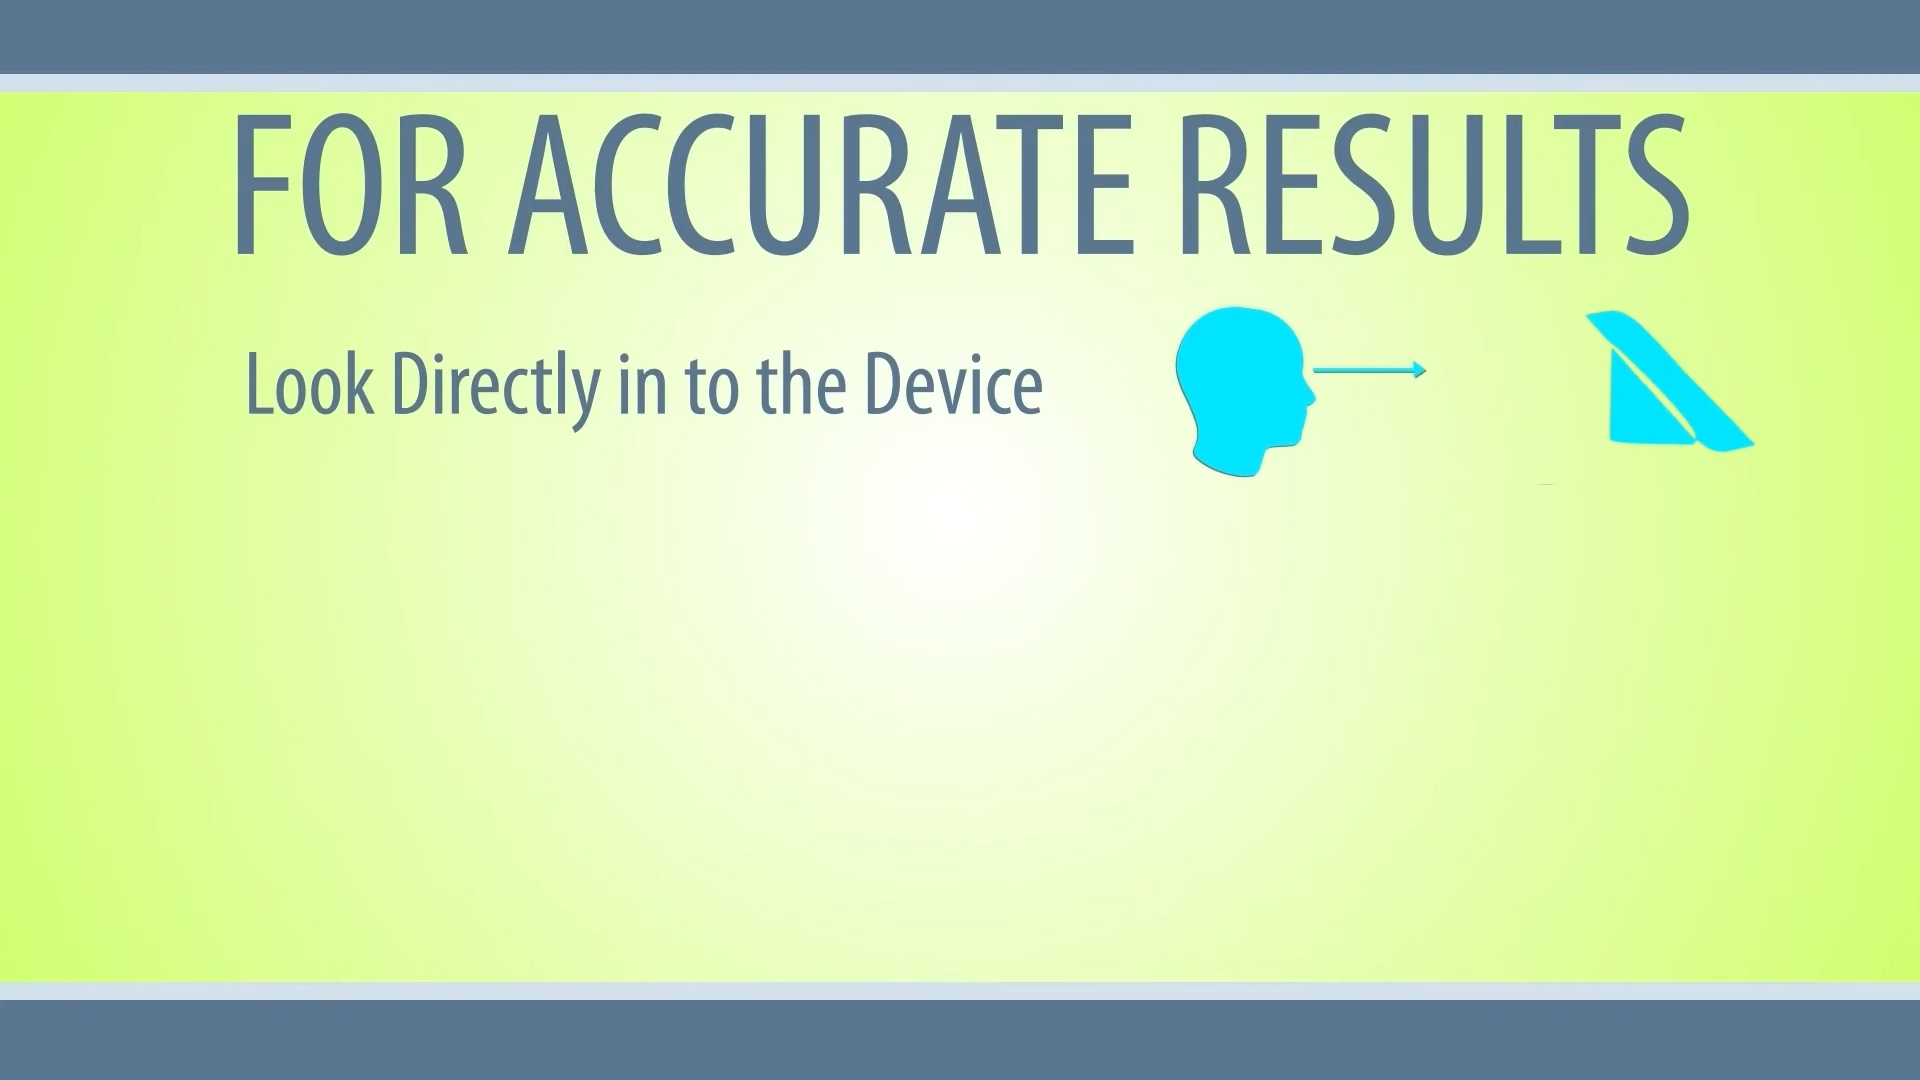 FOR ACCURATE RESULTS
Look Directly in to the Device